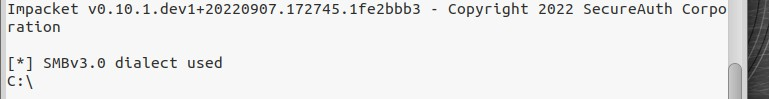 Impacket v0.10.1.dev1+20220907.172745.1fe2bbb3 - Copyright 2022 SecureAuth Corpo
ration
[*] SMBv3.0 dialect used
C:\